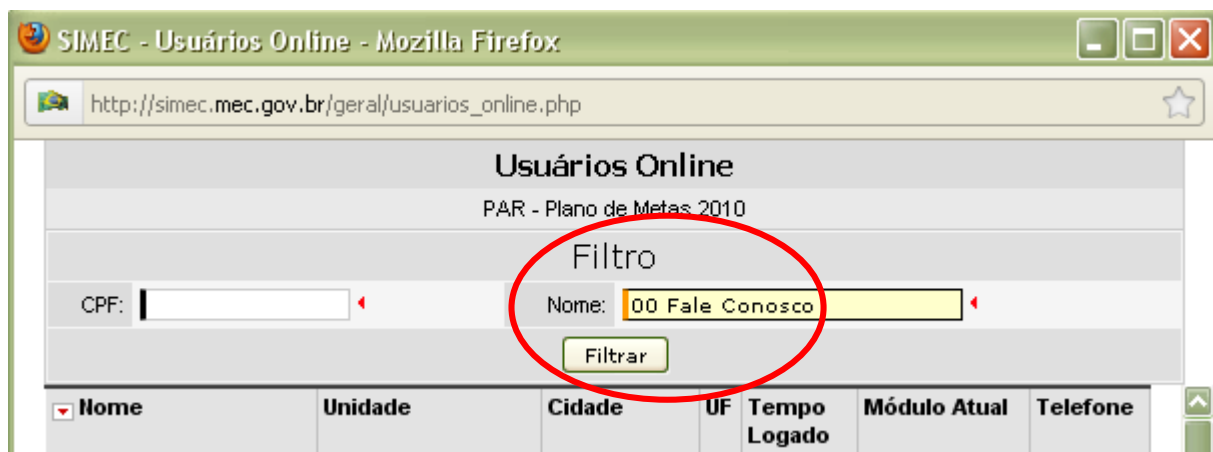 SIMEC - Usuários Online - Mozilla Firefox
http://simec.mec.gov.br/geral/usuarios_online.php
Usuários Online
PAR - Plano de Metas 2010
Filtro
CPF: Nome: 00 Fale Conosco
Filtrar
Nome Unidade Cidade UF Tempo Logado Módulo Atual Telefone